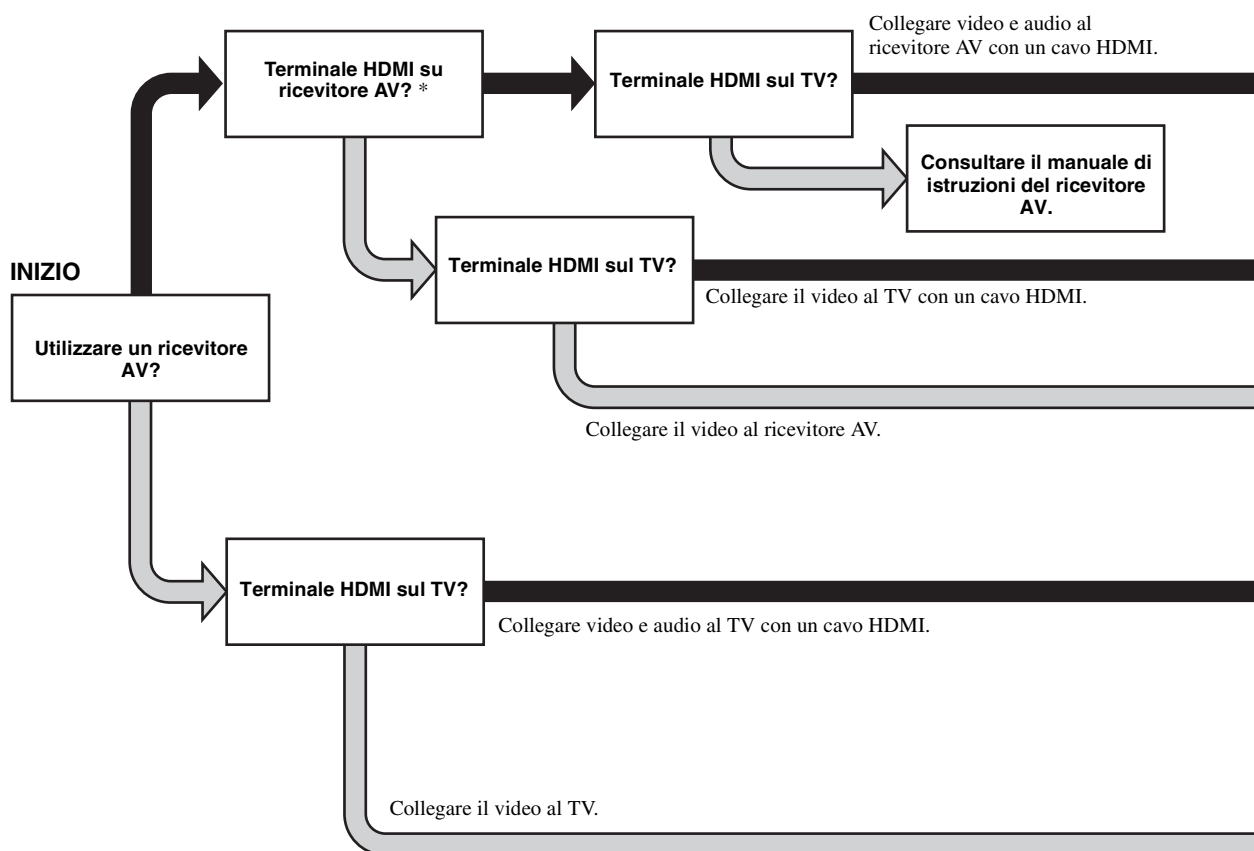 Collegare video e audio al
ricevitore AV con un cavo HDMI.
Terminale HDMI su
ricevitore AV? *
Terminale HDMI sul TV?
Consultare il manuale di
istruzioni del ricevitore
AV.
Terminale HDMI sul TV?
INIZIO
Collegare il video al TV con un cavo HDMI.
Utilizzare un ricevitore
AV?
Collegare il video al ricevitore AV.
Terminale HDMI sul TV?
Collegare video e audio al TV con un cavo HDMI.
Collegare il video al TV.